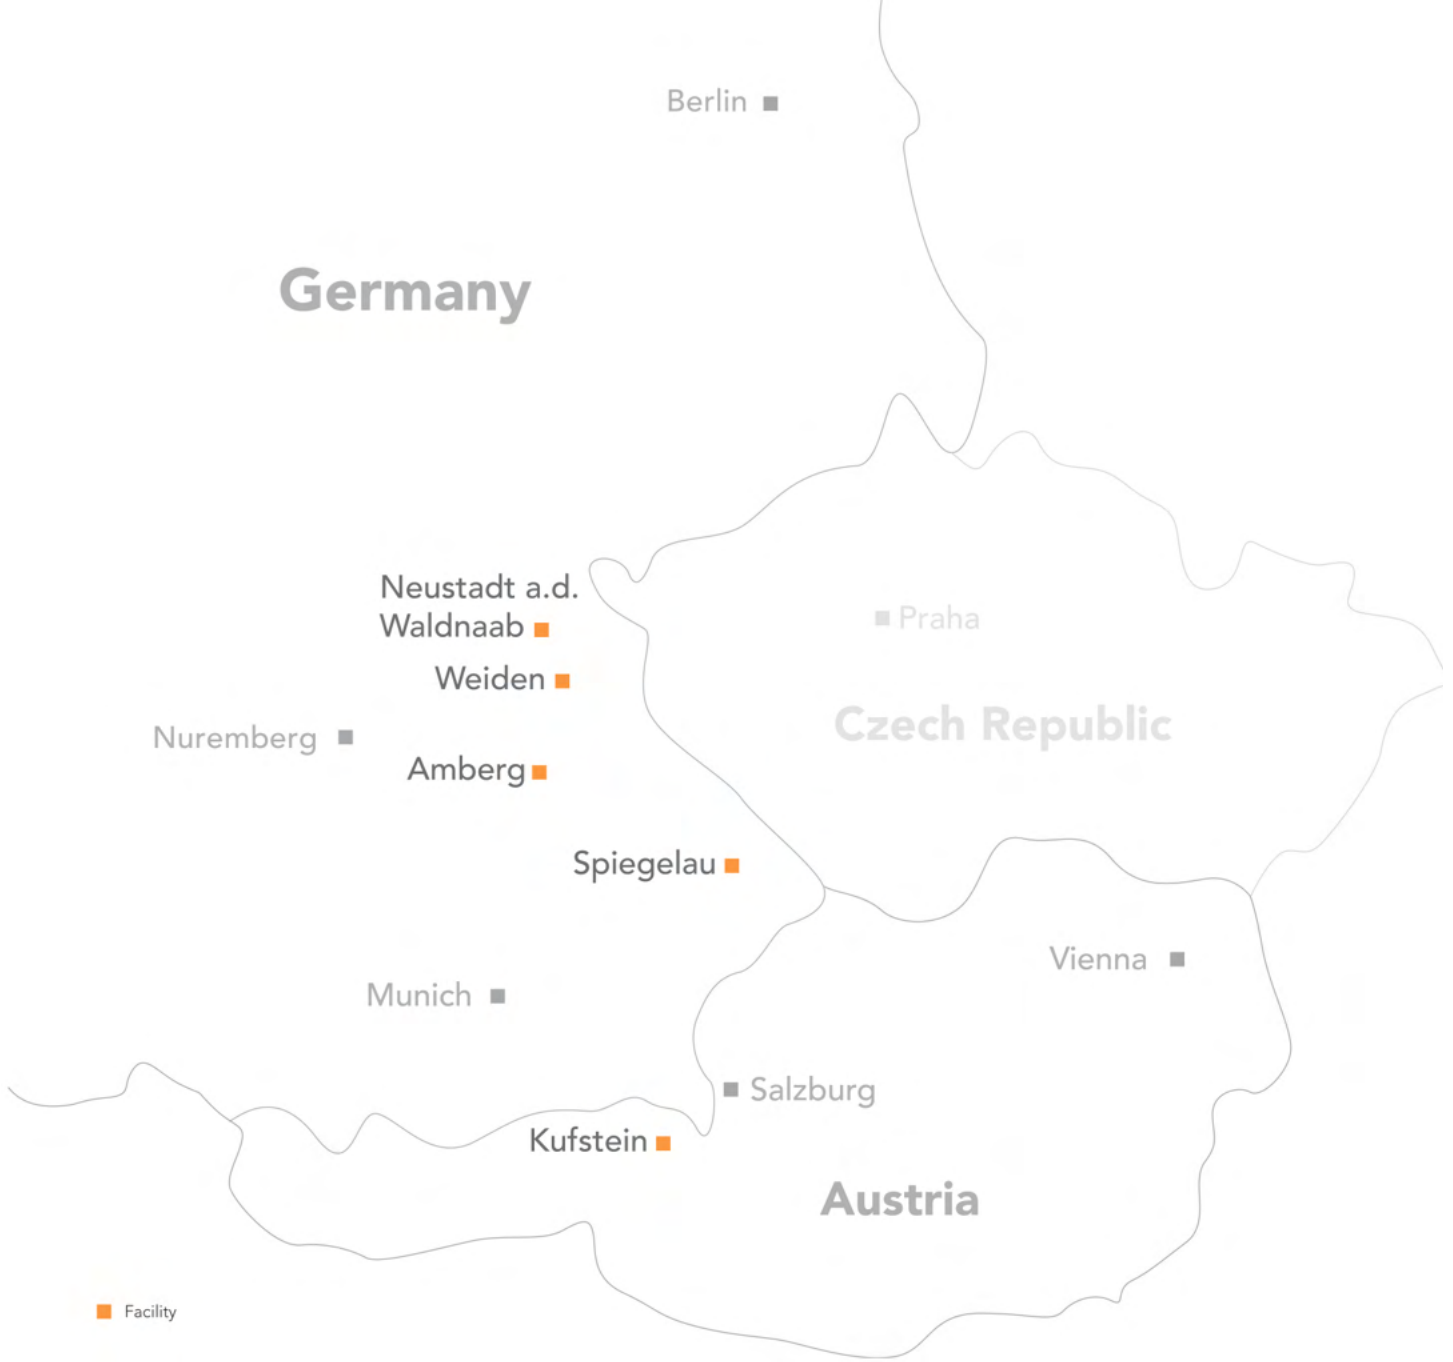 Berlin
Germany
Neustadt a.d.
Waldnaab
Praha
Weiden
Czech Republic
Nuremberg
Amberg
Spiegelau
Vienna
Munich
Salzburg
Kufstein
Austria
Facility